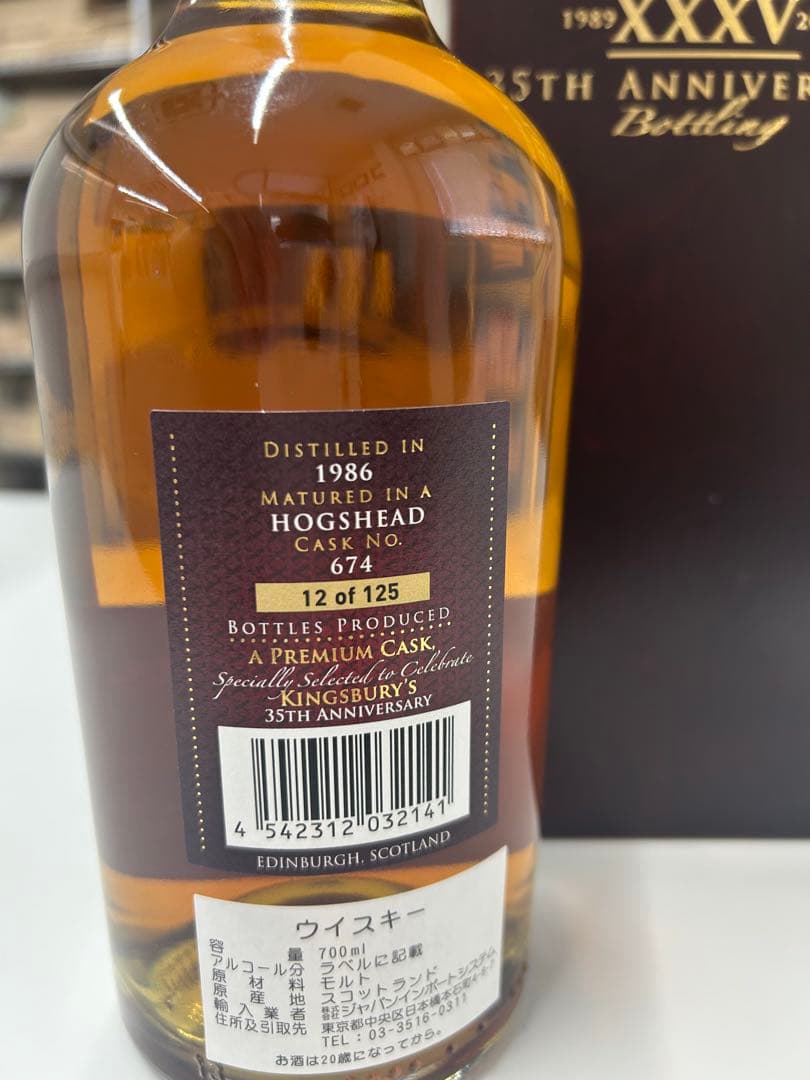 1989 XXXV 2
35TH ANNIVER
Bottling
DISTILLED IN
1986
MATURED IN A
HOGSHEAD
CASK NO.
674
12 of 125
BOTTLES PRODUCED
A PREMIUM CASK,
Specially Selected to Celebrate
KINGSBURY'S
35TH ANNIVERSARY
4 542312 032141
EDINBURGH, SCOTLAND
ウイスキー
容量 700ml
アルコール分 ラベルに記載
原材料 モルト
原産地 スコットランド
輸入業者 株式会社ジャパンインポートシステム
住所及引取先 東京都中央区日本橋本石町4-6-7
TEL：03-3516-0311
お酒は20歳になってから。